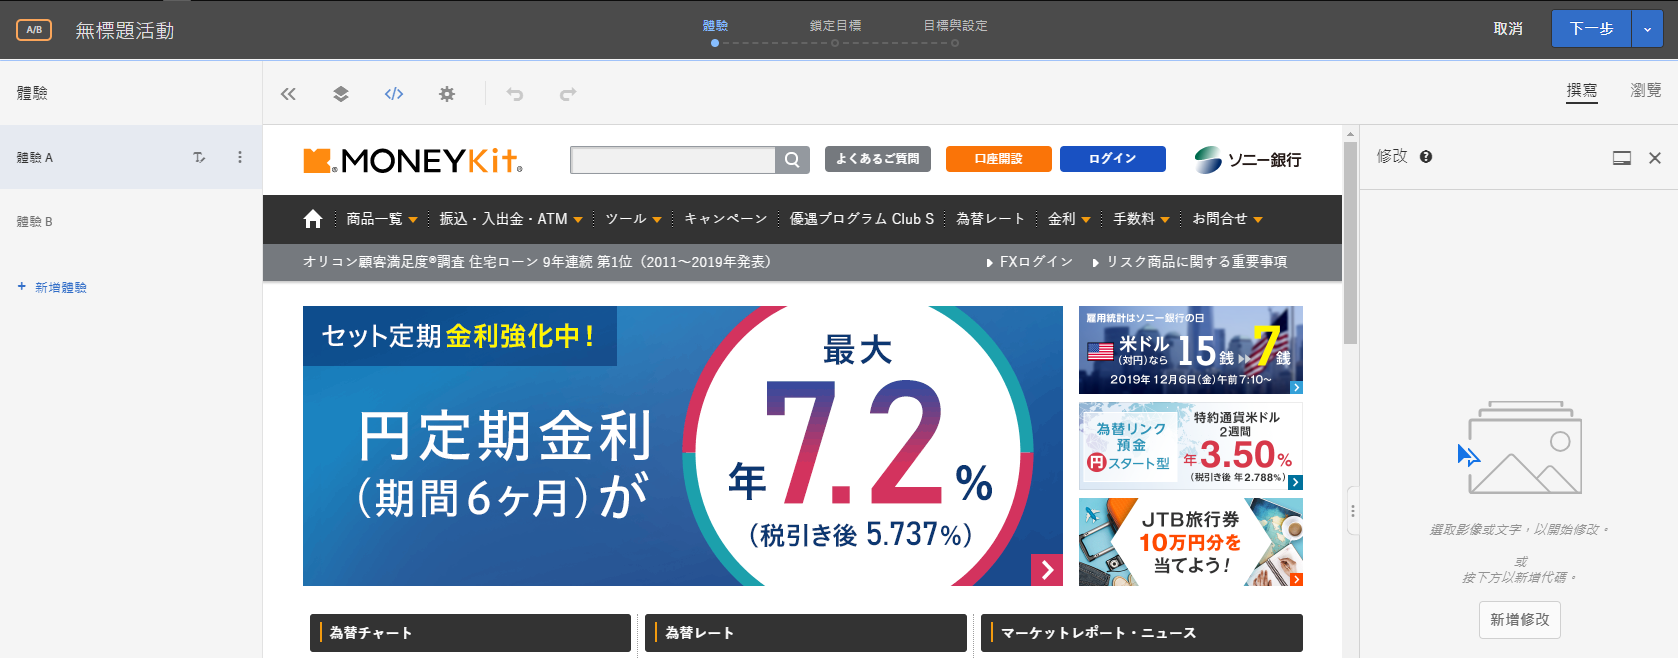 A/B
無標題活動
體驗
鎖定目標
目標與設定
取消
下一步
體驗
撰寫
瀏覽
體驗 A
體驗 B
+ 新增體驗
MONEYKit®
よくあるご質問
口座開設
ログイン
ソニー銀行
商品一覧
振込・入出金・ATM
ツール
キャンペーン
優遇プログラム Club S
為替レート
金利
手数料
お問合せ
オリコン顧客満足度®調査 住宅ローン 9年連続 第1位（2011～2019年発表）
FXログイン
リスク商品に関する重要事項
セット定期 金利強化中！
円定期金利
（期間6ヶ月）が
最大
年7.2%
（税引き後 5.737%）
雇用統計はソニー銀行の日
米ドル
（対円）なら
15銭
7銭
2019年12月6日(金)午前7:10～
為替リンク
預金
円スタート型
特約通貨米ドル
2週間
年3.50%
（税引き後 年2.788%）
JTB旅行券
10万円分を
当てよう！
為替チャート
為替レート
マーケットレポート・ニュース
修改
選取影像或文字，以開始修改。
或
按下方以新增代碼。
新增修改